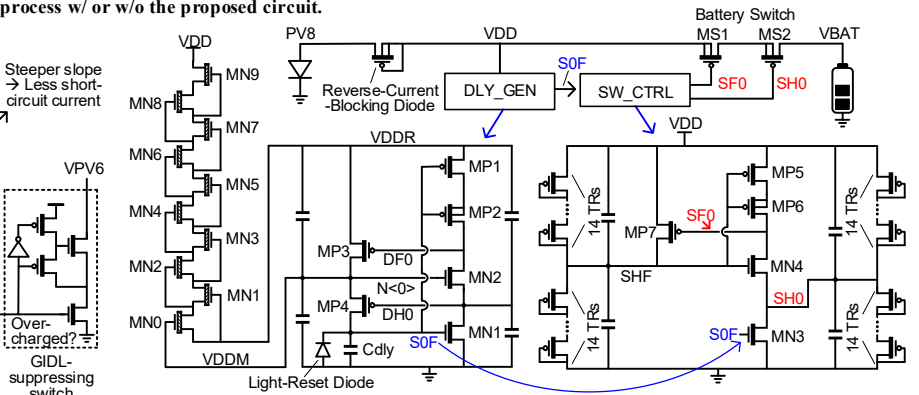 process w/ or w/o the proposed circuit.
Steeper slope
→ Less short-
circuit current
VPV6
Over-
charged?
GIDL-
suppressing
switch
VDD
MN9
MN8
MN7
MN6
MN5
MN4
MN3
MN2
MN1
MN0
VDDM
VDDR
PV8
Reverse-Current
-Blocking Diode
VDD
DLY_GEN
S0F
SW_CTRL
Battery Switch
MS1
MS2
VBAT
SF0
SH0
MP1
MP2
MP3
DF0
N<0>
MN2
MP4
DH0
S0F
MN1
Cdly
Light-Reset Diode
VDD
14 TRs
MP5
MP6
SF0
MP7
14 TRs
SHF
MN4
SH0
14 TRs
S0F
MN3
14 TRs